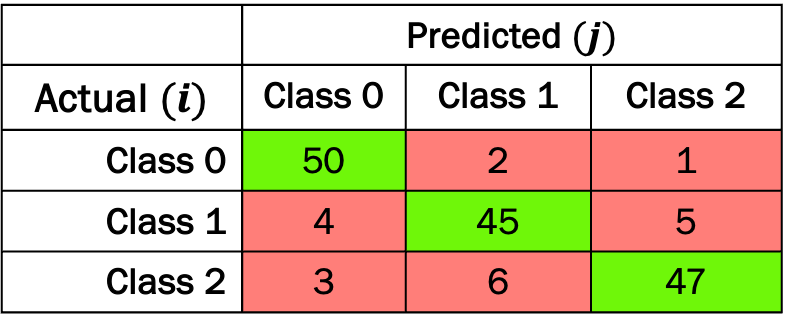 Predicted (j)
Actual (i) Class 0 Class 1 Class 2
Class 0 50 2 1
Class 1 4 45 5
Class 2 3 6 47